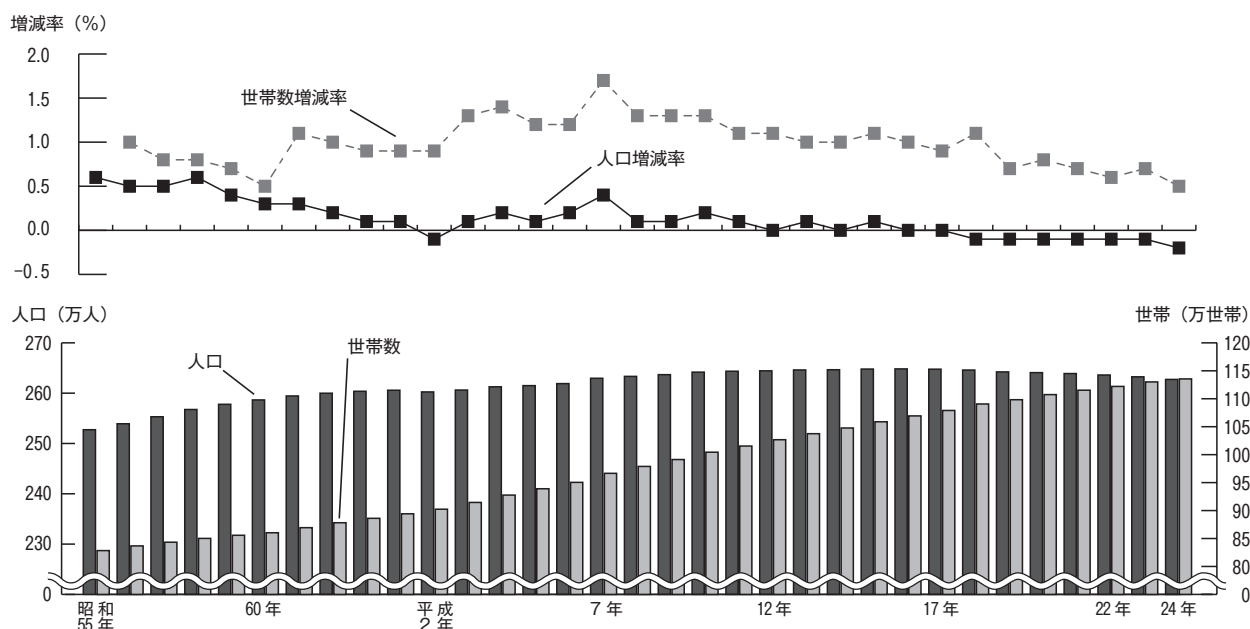 増減率（%）
2.0
1.5
1.0
0.5
0.0
-0.5
世帯数増減率
人口増減率
人口（万人）
世帯（万世帯）
270
260
250
240
230
0
人口
世帯数
120
115
110
105
100
95
90
85
80
0
昭和
55年
60年
平成
2年
7年
12年
17年
22年
24年